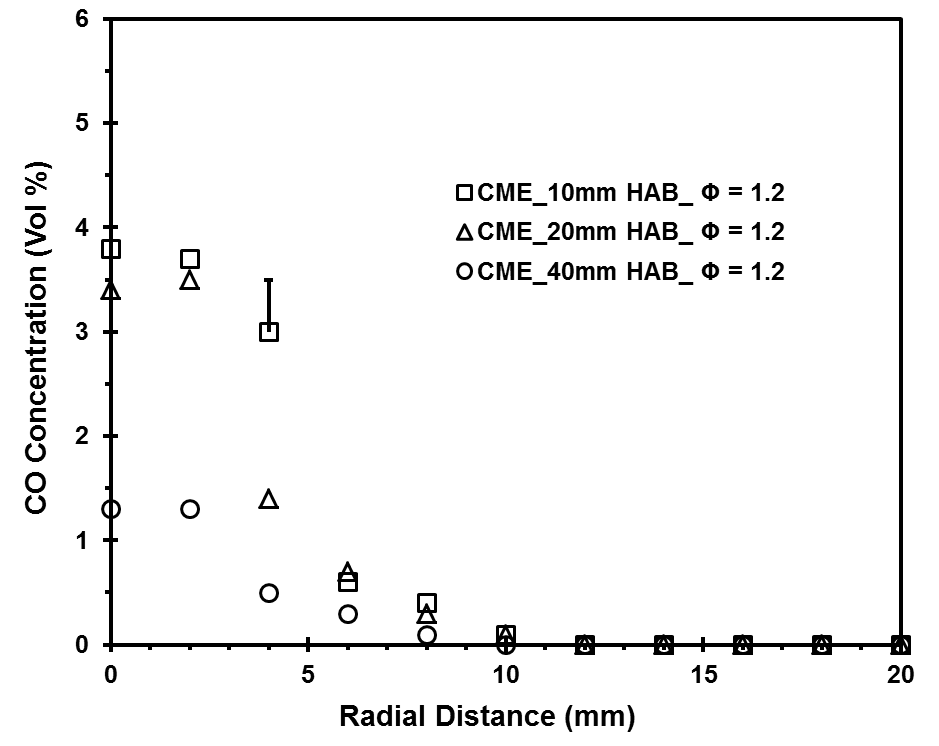 6
5
4
3
2
1
0
CO Concentration (Vol %)
CME_10mm HAB_ Φ = 1.2
CME_20mm HAB_ Φ = 1.2
CME_40mm HAB_ Φ = 1.2
0 5 10 15 20
Radial Distance (mm)